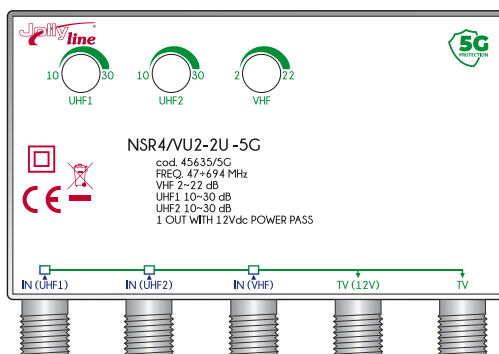 Jolly line
5G
PROTECTION
10 30
UHF1
10 30
UHF2
2 22
VHF
NSR4/VU2-2U-5G
cod. 45635/5G
FREQ. 47÷694 MHz
VHF 2~22 dB
UHF1 10~30 dB
UHF2 10~30 dB
1 OUT WITH 12Vdc POWER PASS
CE
IN (UHF1) IN (UHF2) IN (VHF) TV (12V) TV